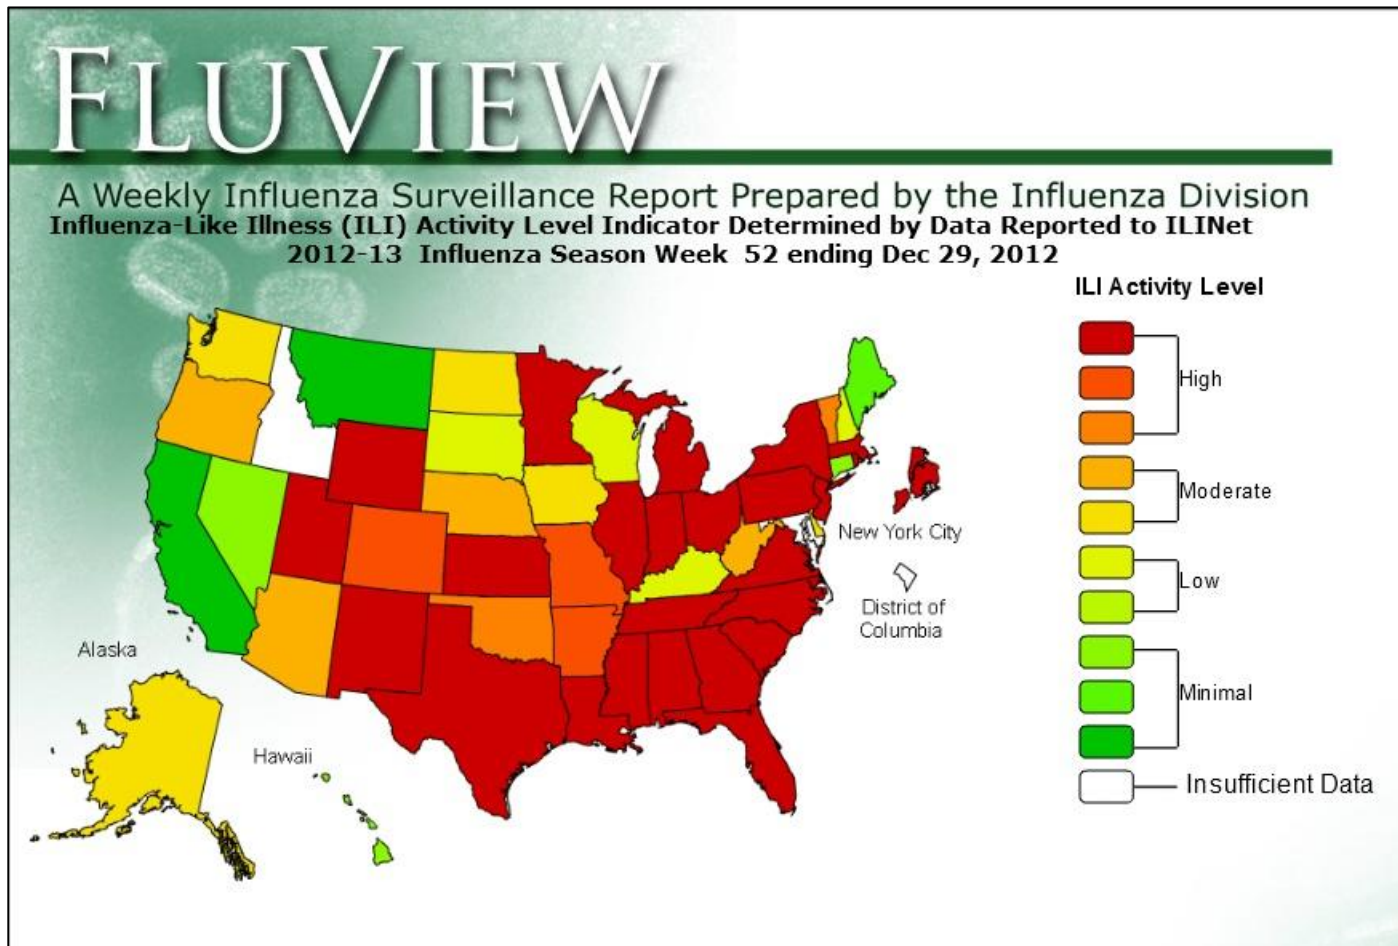 FLUVIEW
A Weekly Influenza Surveillance Report Prepared by the Influenza Division
Influenza-Like Illness (ILI) Activity Level Indicator Determined by Data Reported to ILINet
2012-13 Influenza Season Week 52 ending Dec 29, 2012
ILI Activity Level
High
Moderate
Low
Minimal
Insufficient Data
New York City
District of
Columbia
Alaska
Hawaii